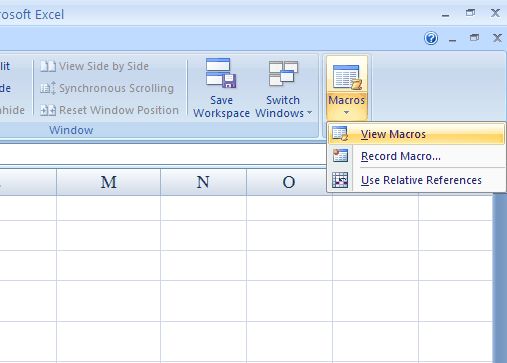 rosoft Excel
lit
View Side by Side
de
Synchronous Scrolling
nhide
Reset Window Position
Save
Workspace
Switch
Windows
Macros
Window
View Macros
Record Macro...
Use Relative References
M N O